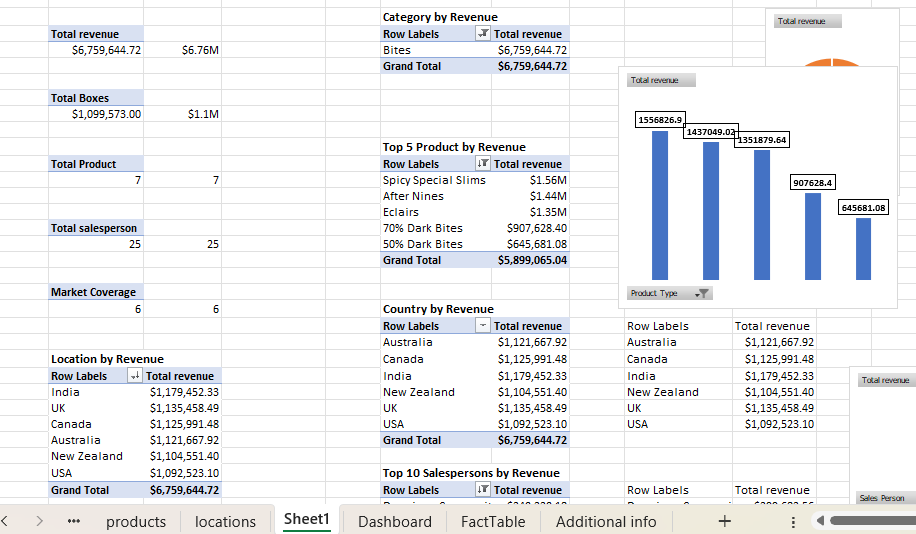 Total revenue
$6,759,644.72 $6.76M
Total Boxes
$1,099,573.00 $1.1M
Total Product
7 7
Total salesperson
25 25
Market Coverage
6 6
Location by Revenue
Row Labels Total revenue
India $1,179,452.33
UK $1,135,458.49
Canada $1,125,991.48
Australia $1,121,667.92
New Zealand $1,104,551.40
USA $1,092,523.10
Grand Total $6,759,644.72
Category by Revenue
Row Labels Total revenue
Bites $6,759,644.72
Grand Total $6,759,644.72
Top 5 Product by Revenue
Row Labels Total revenue
Spicy Special Slims $1.56M
After Nines $1.44M
Eclairs $1.35M
70% Dark Bites $907,628.40
50% Dark Bites $645,681.08
Grand Total $5,899,065.04
Country by Revenue
Row Labels Total revenue
Australia $1,121,667.92
Canada $1,125,991.48
India $1,179,452.33
New Zealand $1,104,551.40
UK $1,135,458.49
USA $1,092,523.10
Grand Total $6,759,644.72
Top 10 Salespersons by Revenue
Row Labels Total revenue
Total revenue
Total revenue
1556826.9
1437049.02
1351879.64
907628.4
645681.08
Product Type
Row Labels Total revenue
Australia $1,121,667.92
Canada $1,125,991.48
India $1,179,452.33
New Zealand $1,104,551.40
UK $1,135,458.49
USA $1,092,523.10
Row Labels Total revenue
Total revenue
Sales Person
products locations Sheet1 Dashboard FactTable Additional info